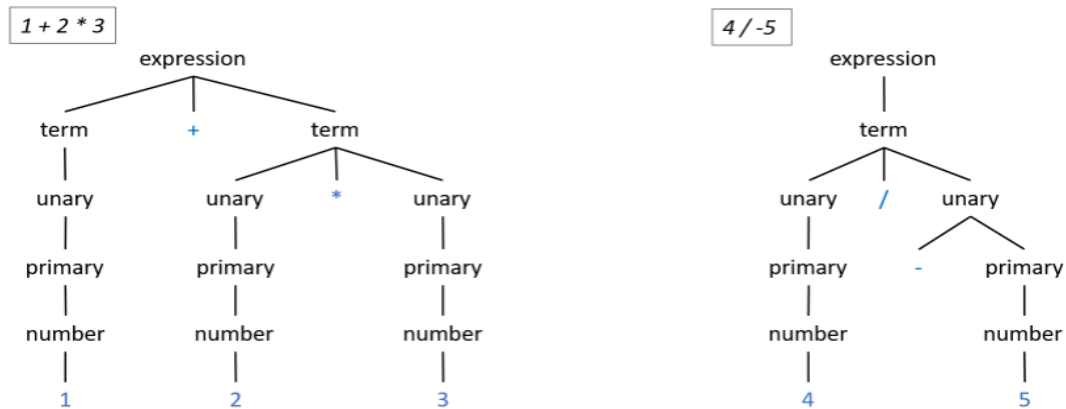 1 + 2 * 3
4 / -5
expression
expression
term + term
term
unary unary * unary
unary / unary
primary primary primary
primary - primary
number number number
number number
1 2 3
4 5